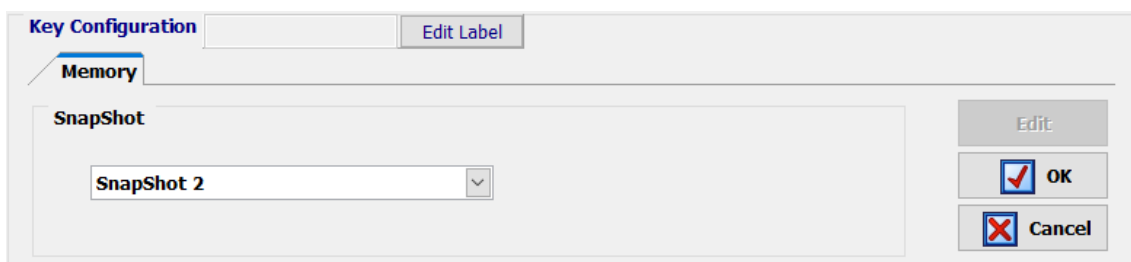 Key Configuration Edit Label
Memory
SnapShot
Edit
SnapShot 2
OK
Cancel